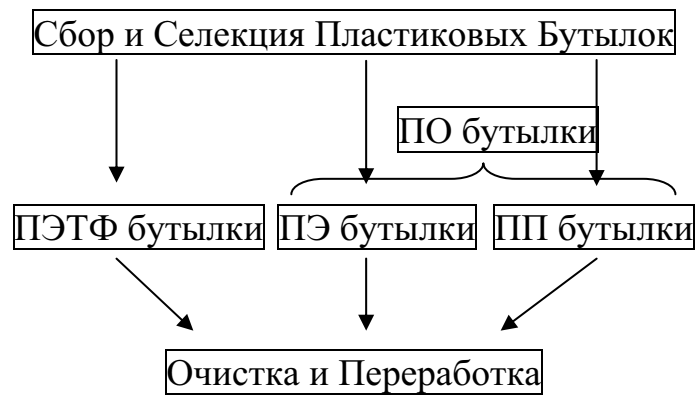 Сбор и Селекция Пластиковых Бутылок
ПО бутылки
ПЭТФ бутылки ПЭ бутылки ПП бутылки
Очистка и Переработка